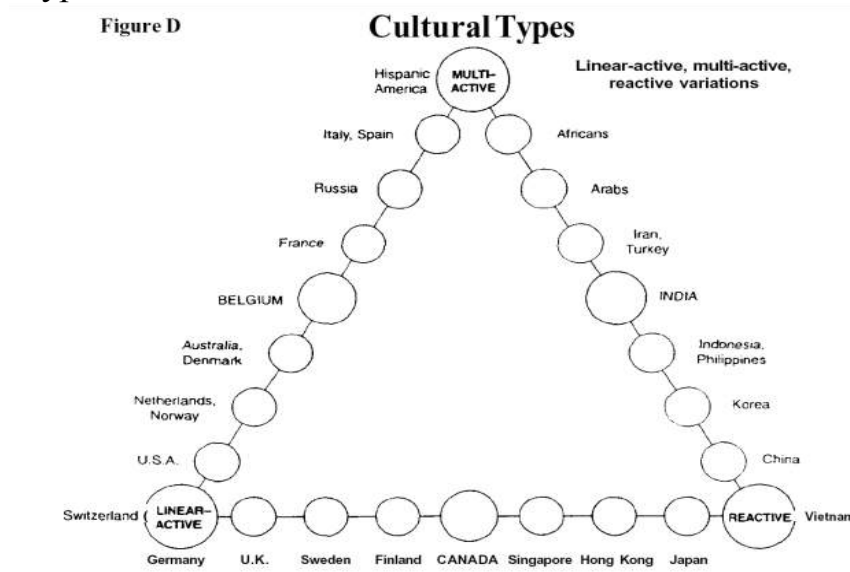 Figure D
Cultural Types
Linear-active, multi-active,
reactive variations
Hispanic
America
MULTI-
ACTIVE
Italy, Spain
Africans
Russia
Arabs
France
Iran,
Turkey
BELGIUM
INDIA
Australia,
Denmark
Indonesia,
Philippines
Netherlands,
Norway
Korea
U.S.A.
China
Switzerland
LINEAR-
ACTIVE
REACTIVE
Vietnam
Germany
U.K.
Sweden
Finland
CANADA
Singapore
Hong Kong
Japan